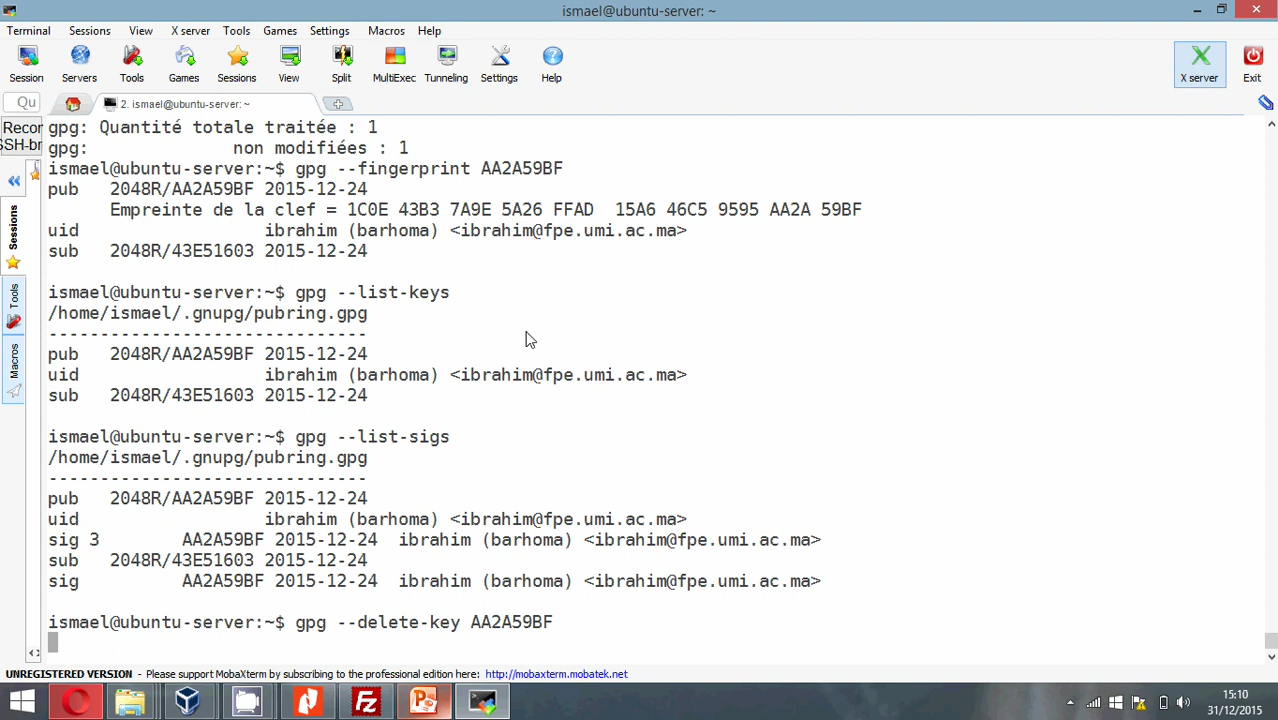 ismael@ubuntu-server: ~
Terminal Sessions View X server Tools Games Settings Macros Help
Session Servers Tools Games Sessions View Split MultiExec Tunneling Settings Help X server Exit
Qu
2. ismael@ubuntu-server: ~
Recor
SSH-br
Sessions
Tools
Macros
gpg: Quantité totale traitée : 1
gpg: non modifiées : 1
ismael@ubuntu-server:~$ gpg --fingerprint AA2A59BF
pub 2048R/AA2A59BF 2015-12-24
Empreinte de la clef = 1C0E 43B3 7A9E 5A26 FFAD 15A6 46C5 9595 AA2A 59BF
uid ibrahim (barhoma) <ibrahim@fpe.umi.ac.ma>
sub 2048R/43E51603 2015-12-24
ismael@ubuntu-server:~$ gpg --list-keys
/home/ismael/.gnupg/pubring.gpg
-------------------------------
pub 2048R/AA2A59BF 2015-12-24
uid ibrahim (barhoma) <ibrahim@fpe.umi.ac.ma>
sub 2048R/43E51603 2015-12-24
ismael@ubuntu-server:~$ gpg --list-sigs
/home/ismael/.gnupg/pubring.gpg
-------------------------------
pub 2048R/AA2A59BF 2015-12-24
uid ibrahim (barhoma) <ibrahim@fpe.umi.ac.ma>
sig 3 AA2A59BF 2015-12-24 ibrahim (barhoma) <ibrahim@fpe.umi.ac.ma>
sub 2048R/43E51603 2015-12-24
sig AA2A59BF 2015-12-24 ibrahim (barhoma) <ibrahim@fpe.umi.ac.ma>
ismael@ubuntu-server:~$ gpg --delete-key AA2A59BF
UNREGISTERED VERSION - Please support MobaXterm by subscribing to the professional edition here: http://mobaxterm.mobatek.net
15:10
31/12/2015